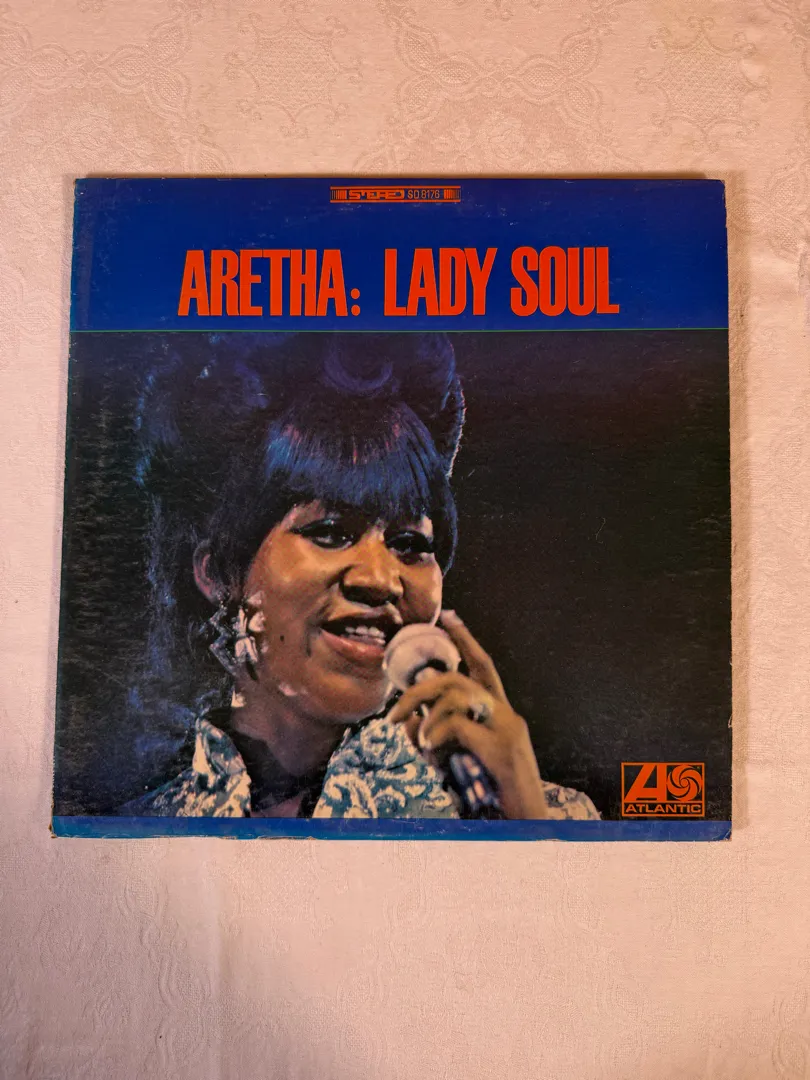 STEREO SD 8176
ARETHA: LADY SOUL
ATLANTIC